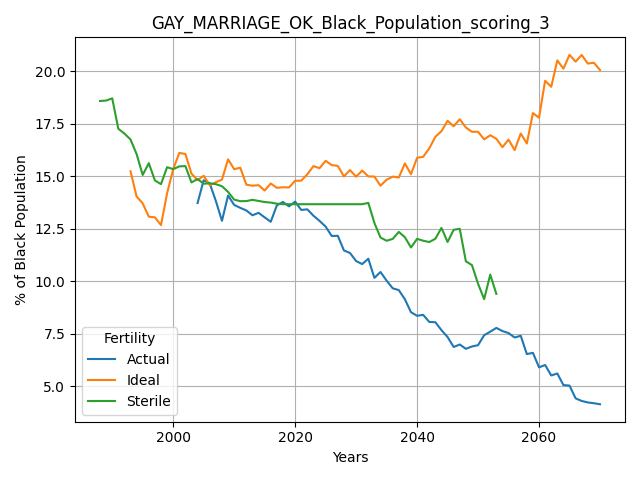 GAY_MARRIAGE_OK_Black_Population_scoring_3
% of Black Population
20.0
17.5
15.0
12.5
10.0
7.5
5.0
Fertility
Actual
Ideal
Sterile
2000 2020 2040 2060
Years